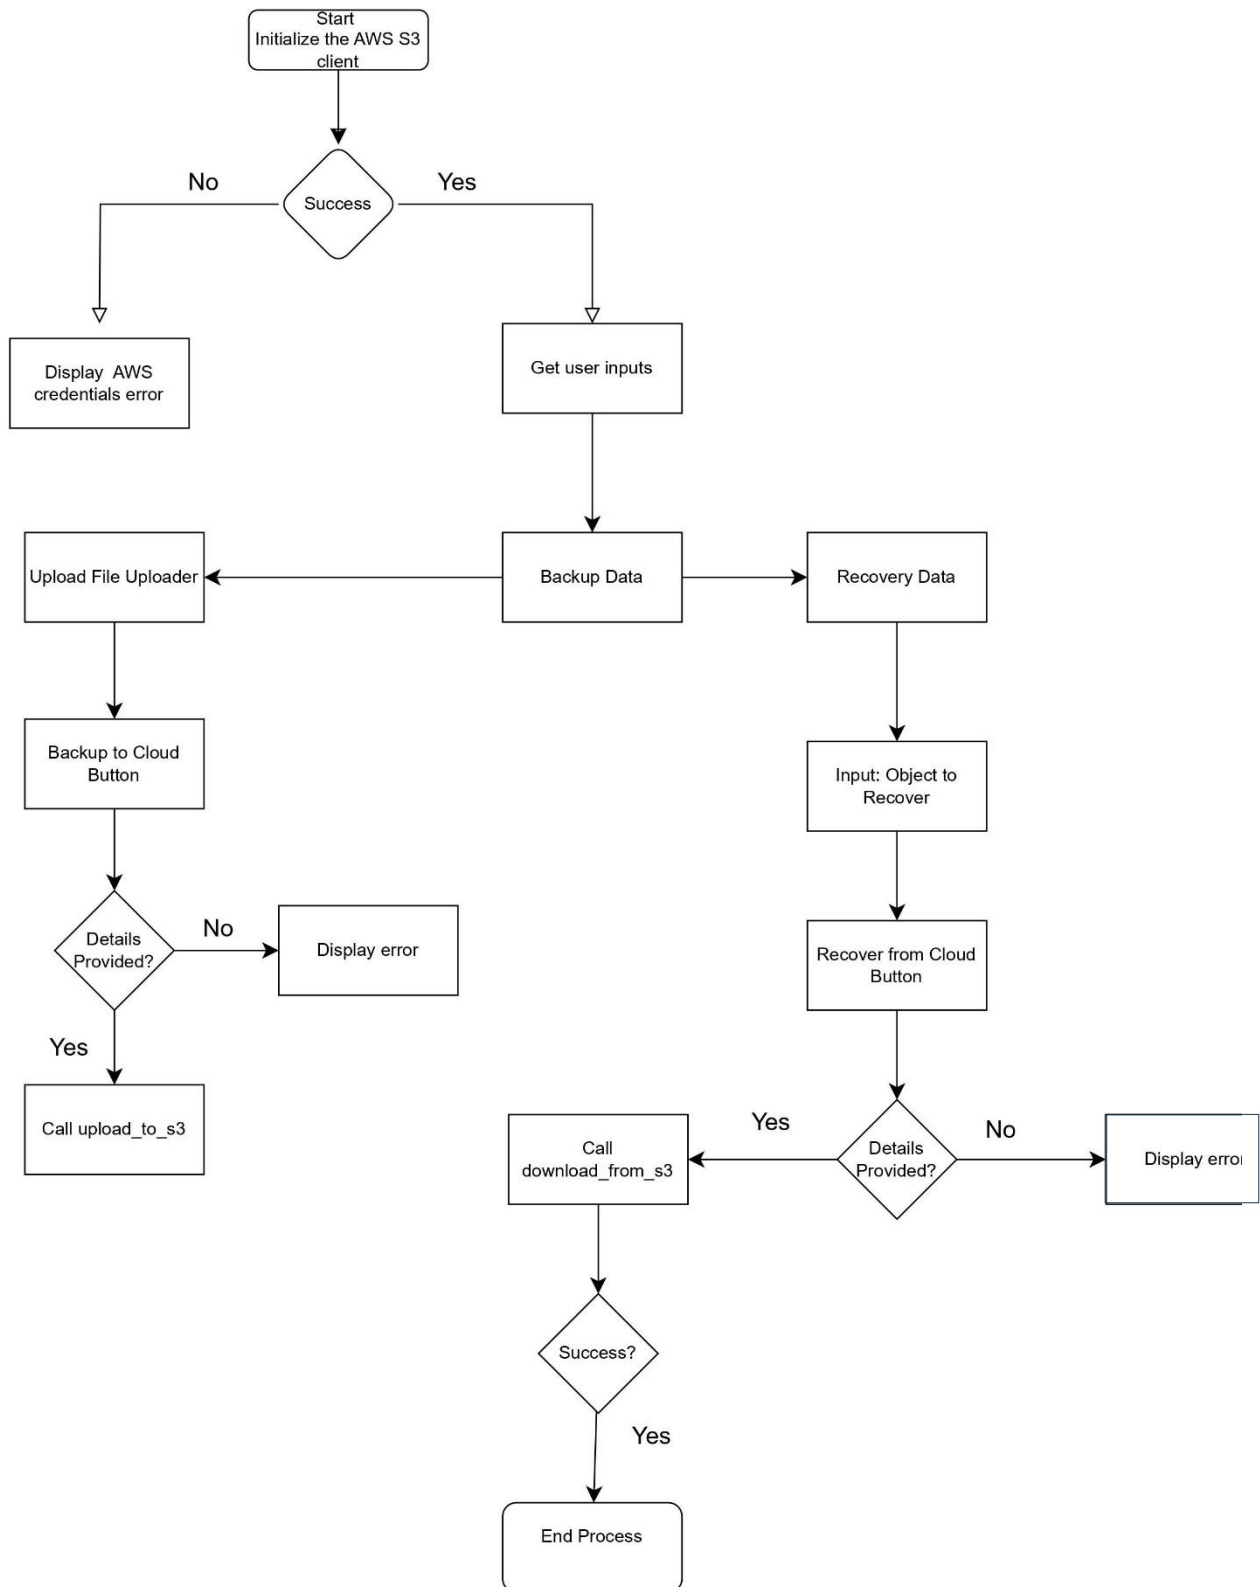 Start
Initialize the AWS S3
client
No
Yes
Success
Display AWS
credentials error
Get user inputs
Upload File Uploader
Backup Data
Recovery Data
Backup to Cloud
Button
Input: Object to
Recover
Details
Provided?
No
Display error
Recover from Cloud
Button
Yes
Call upload_to_s3
Call
download_from_s3
Yes
Details
Provided?
No
Display error
Success?
Yes
End Process